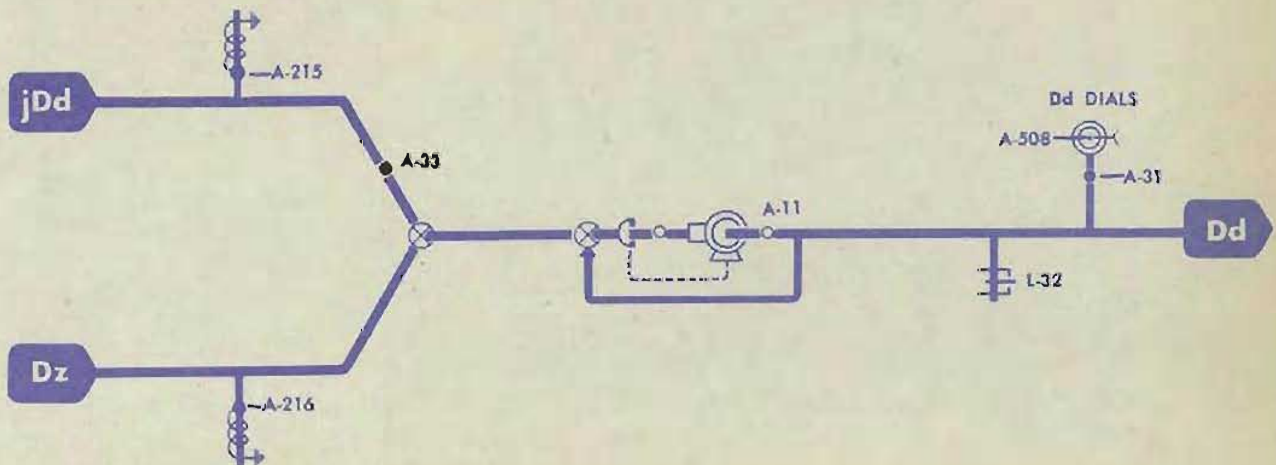 jDd
A-215
A-33
Dd DIALS
A-508
A-31
A-11
Dd
L-32
Dz
A-216